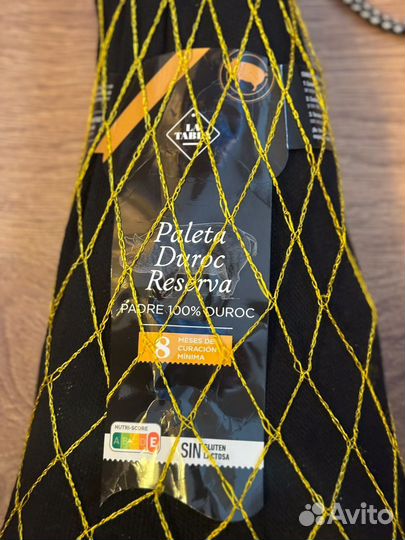 LA
TABLA
Paleta
Duroc
Reserva
PADRE 100% DUROC
8 MESES DE
CURACIÓN
MÍNIMA
NUTRI-SCORE
A B C D E
SIN GLUTEN
LACTOSA
Avito